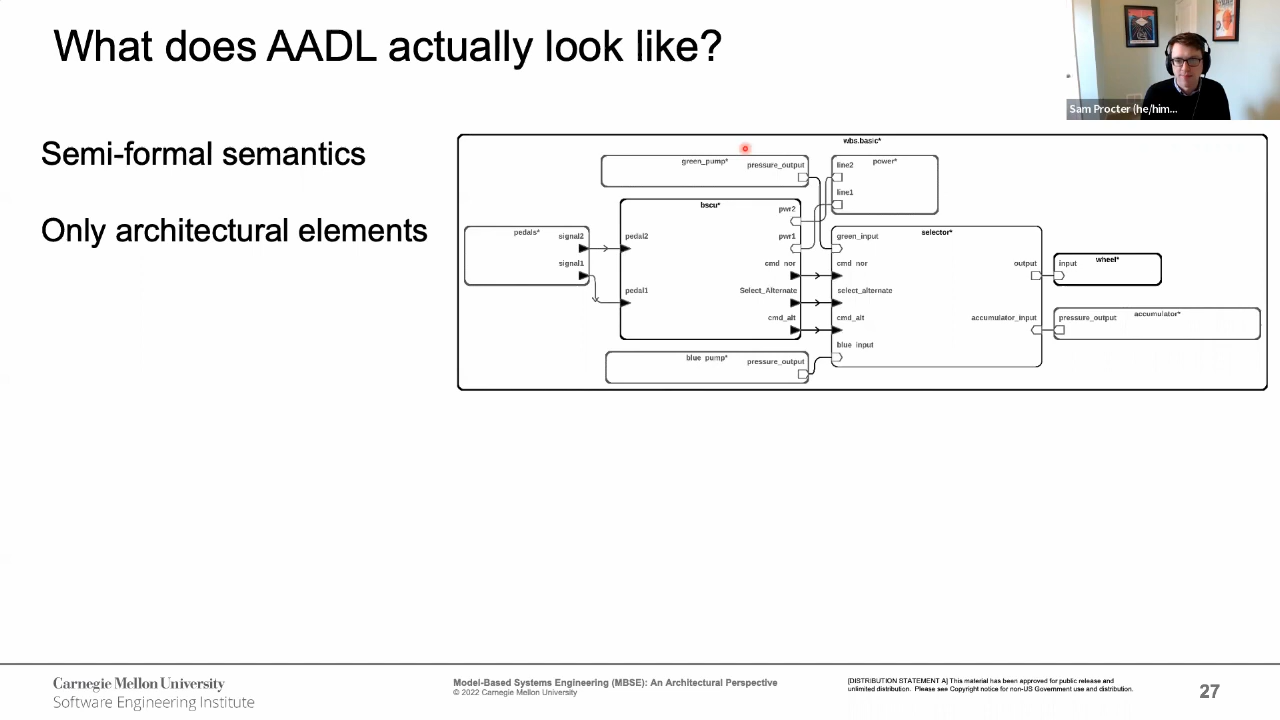 What does AADL actually look like?
Sam Procter (he/him...
Semi-formal semantics
Only architectural elements
wbs.basic*
green_pump*
pressure_output
line2
power*
line1
bscu*
pwr2
pedals*
signal2
pedal2
pwr1
green_input
selector*
signal1
cmd_nor
cmd_nor
output
input
wheel*
pedal1
Select_Alternate
select_alternate
cmd_alt
cmd_alt
accumulator_input
pressure_output
accumulator*
blue_input
blue_pump*
pressure_output
Carnegie Mellon University
Software Engineering Institute
Model-Based Systems Engineering (MBSE): An Architectural Perspective
© 2022 Carnegie Mellon University
[DISTRIBUTION STATEMENT A] This material has been approved for public release and
unlimited distribution. Please see Copyright notice for non-US Government use and distribution.
27